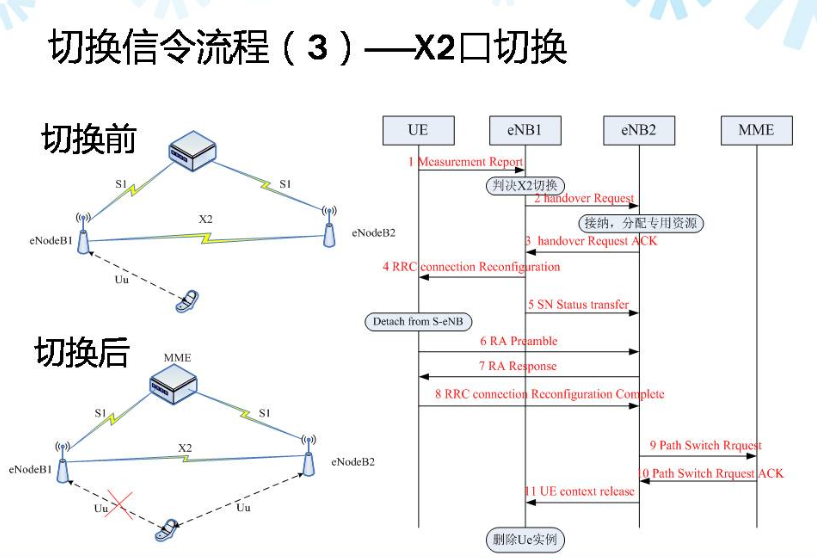 切换信令流程（3）—X2口切换
切换前
S1
S1
X2
eNodeB1
eNodeB2
Uu
切换后
MME
S1
S1
X2
eNodeB1
eNodeB2
Uu
Uu
UE
eNB1
eNB2
MME
1 Measurement Report
判决X2切换
2 handover Request
接纳，分配专用资源
3 handover Request ACK
4 RRC connection Reconfiguration
5 SN Status transfer
Detach from S-eNB
6 RA Preamble
7 RA Response
8 RRC connection Reconfiguration Complete
9 Path Switch Rrquest
10 Path Switch Rrquest ACK
11 UE context release
删除Ue实例